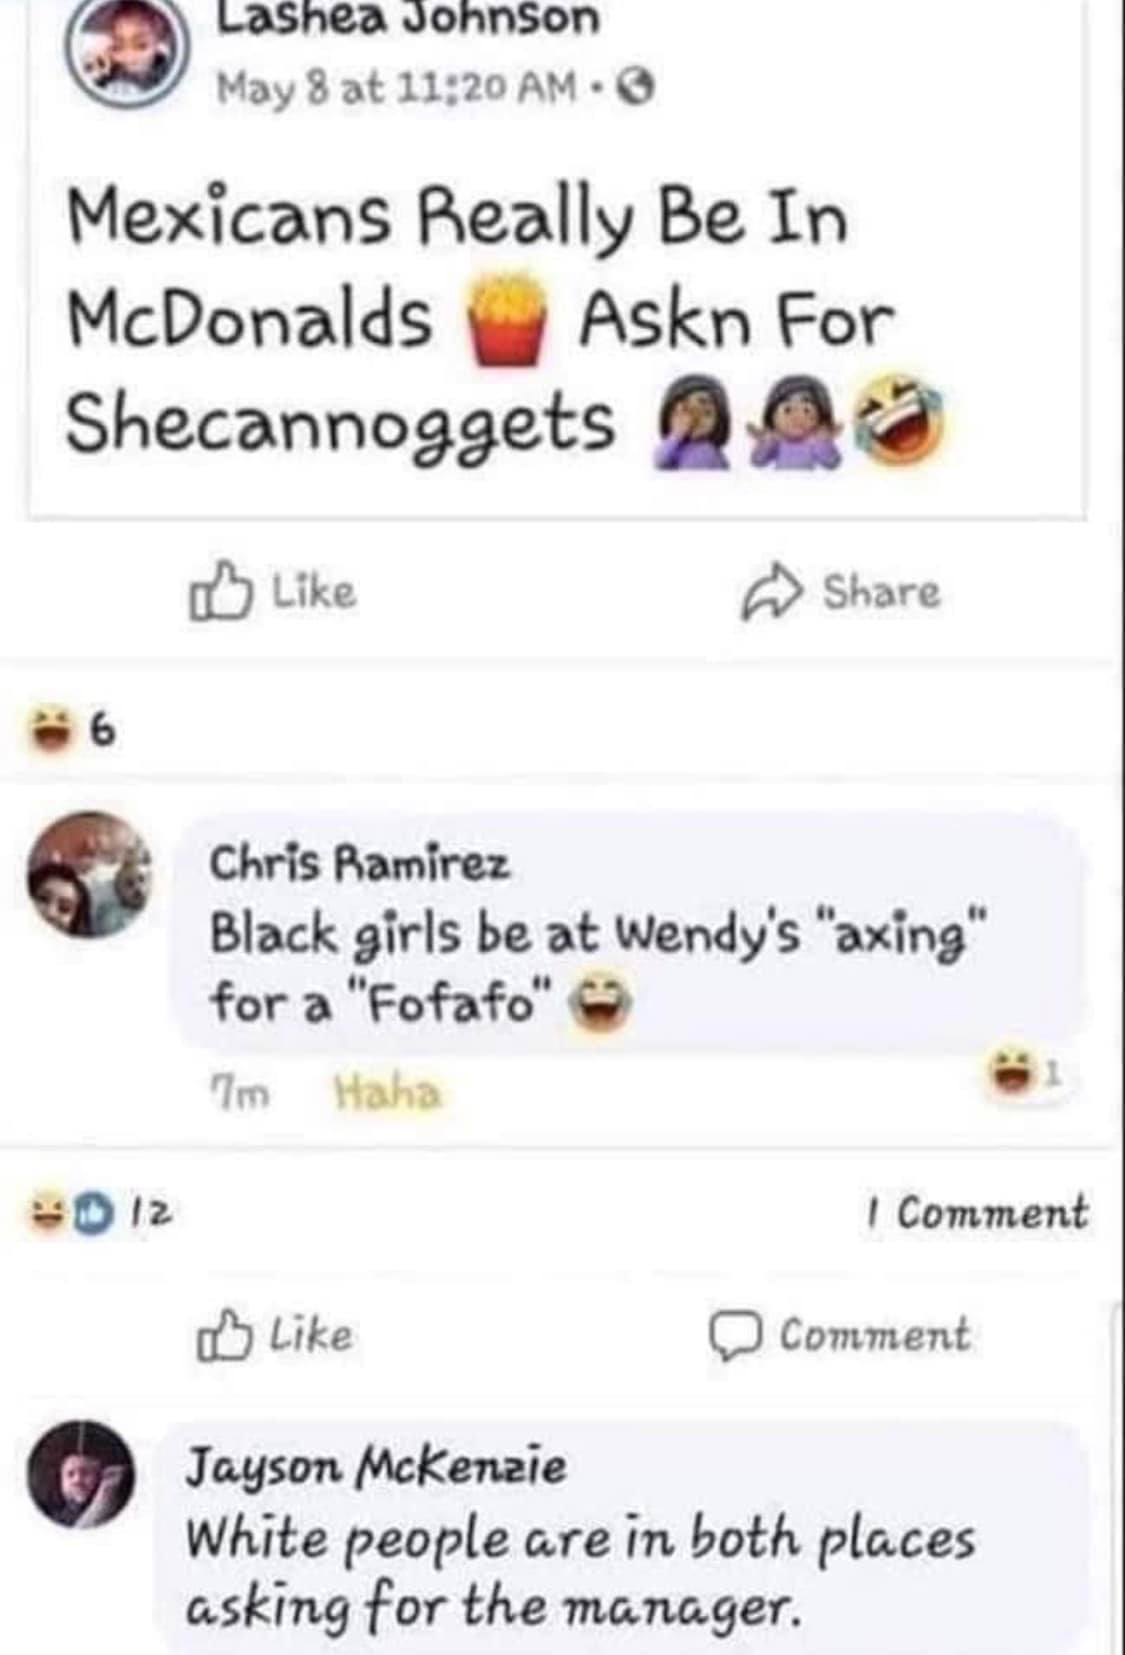 Lashea Johnson
May 8 at 11:20 AM ·
Mexicans Really Be In
McDonalds 🍟 Askn For
Shecannoggets 🤦🏾‍♀️🤷🏾‍♀️🤣
Like
Share
😆 6
Chris Ramirez
Black girls be at Wendy's "axing"
for a "Fofafo" 😂
7m Haha
😆 1
😆👍 12
1 Comment
Like
Comment
Jayson McKenzie
White people are in both places
asking for the manager.